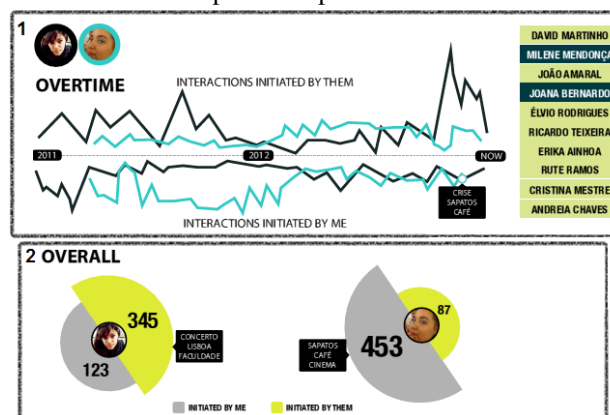 1
OVERTIME
INTERACTIONS INITIATED BY THEM
2011
2012
NOW
CRISE
SAPATOS
CAFÉ
INTERACTIONS INITIATED BY ME
DAVID MARTINHO
MILENE MENDONÇA
JOÃO AMARAL
JOANA BERNARDO
ÉLVIO RODRIGUES
RICARDO TEIXEIRA
ERIKA AINHOA
RUTE RAMOS
CRISTINA MESTRE
ANDREIA CHAVES
2 OVERALL
345
123
CONCERTO
LISBOA
FACULDADE
SAPATOS
CAFÉ
CINEMA
453
87
INITIATED BY ME
INITIATED BY THEM